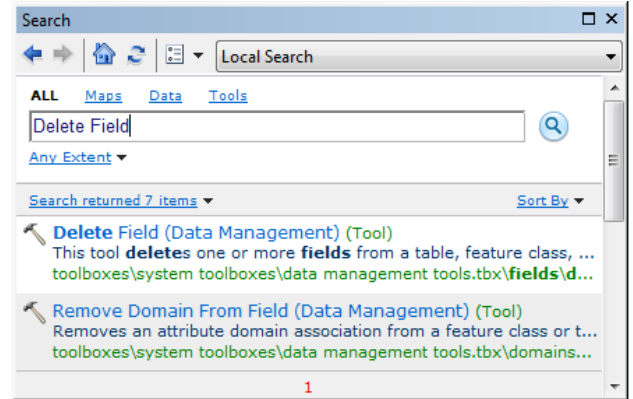 Search
Local Search
ALL Maps Data Tools
Delete Field
Any Extent
Search returned 7 items Sort By
Delete Field (Data Management) (Tool)
This tool deletes one or more fields from a table, feature class, ...
toolboxes\system toolboxes\data management tools.tbx\fields\d...
Remove Domain From Field (Data Management) (Tool)
Removes an attribute domain association from a feature class or t...
toolboxes\system toolboxes\data management tools.tbx\domains...
1